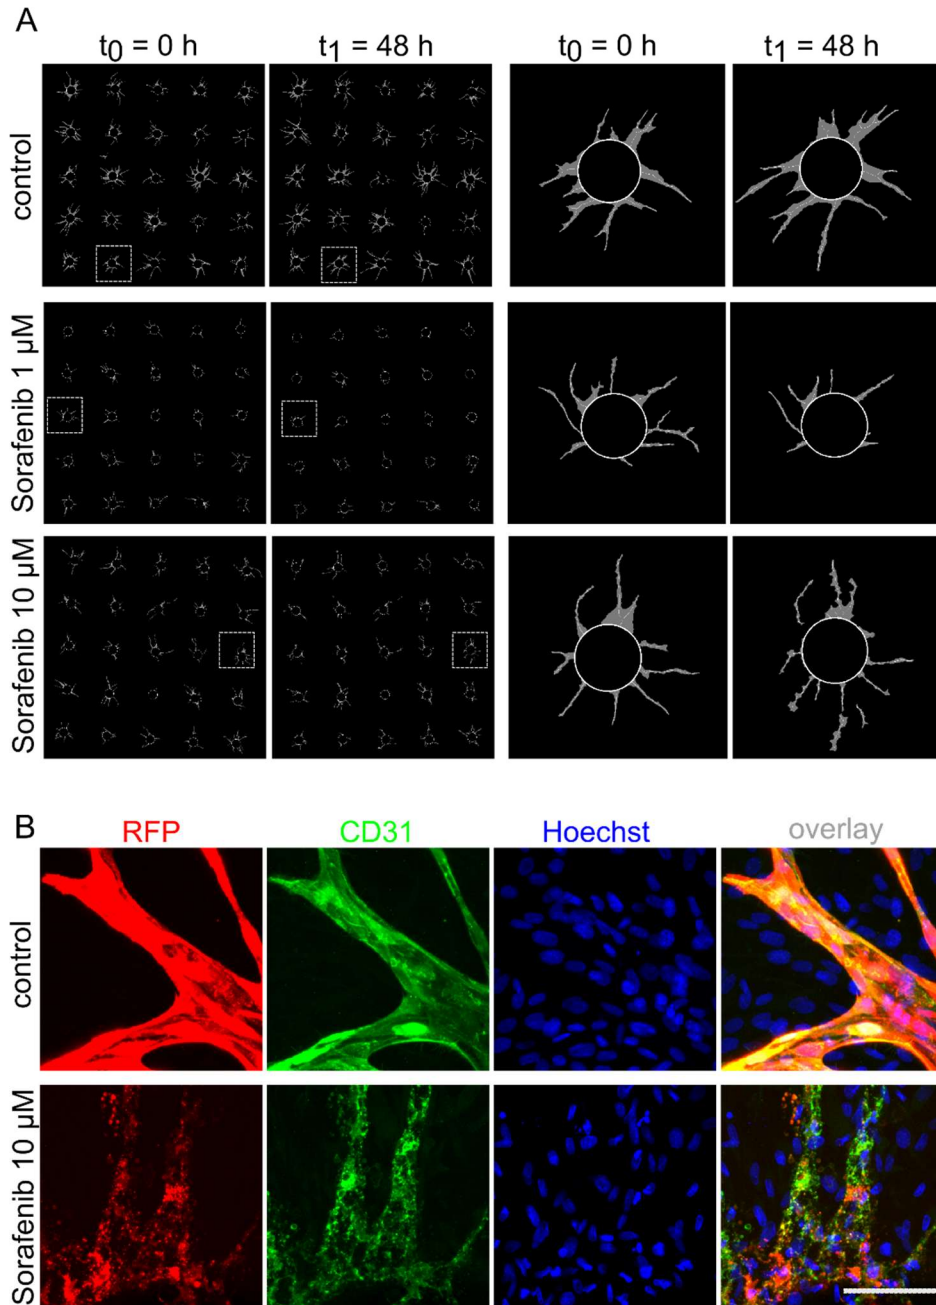 A
t0 = 0 h
t1 = 48 h
t0 = 0 h
t1 = 48 h
control
Sorafenib 1 µM
Sorafenib 10 µM
B
RFP
CD31
Hoechst
overlay
control
Sorafenib 10 µM